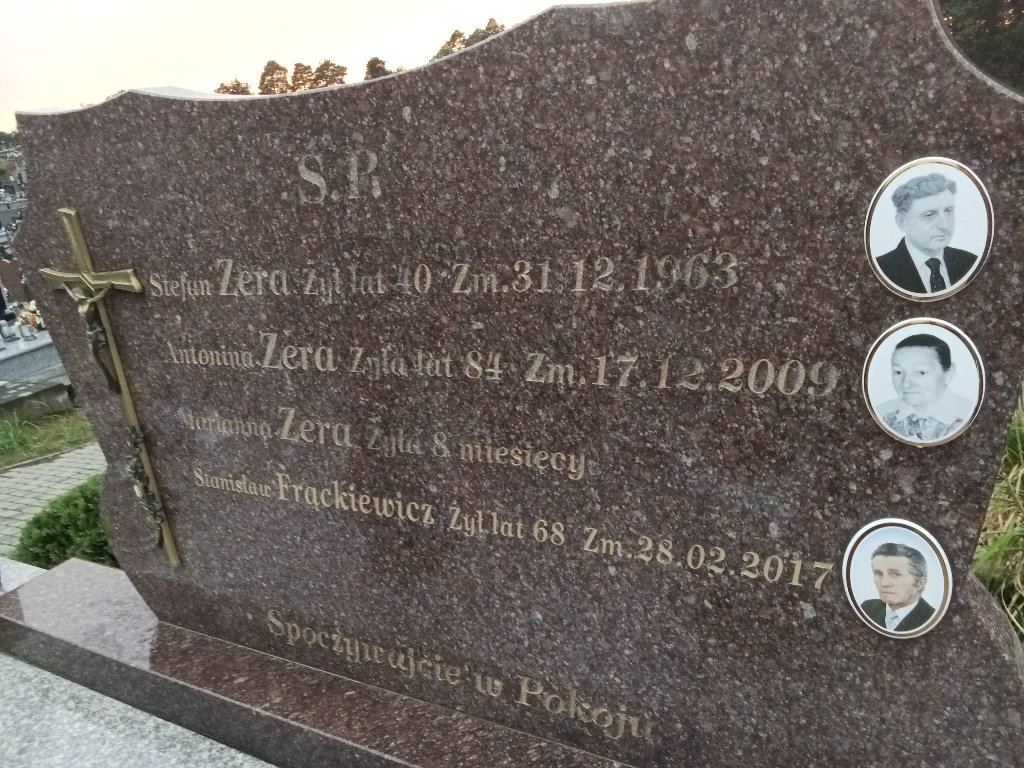 Ś.P.
Stefan Zera Żył lat 40 Zm.31.12.1963
Antonina Zera Żyła lat 84 Zm.17.12.2009
Marianna Zera Żyła 8 miesięcy
Stanisław Frąckiewicz Żył lat 68 Zm.28.02.2017
Spoczywajcie w Pokoju